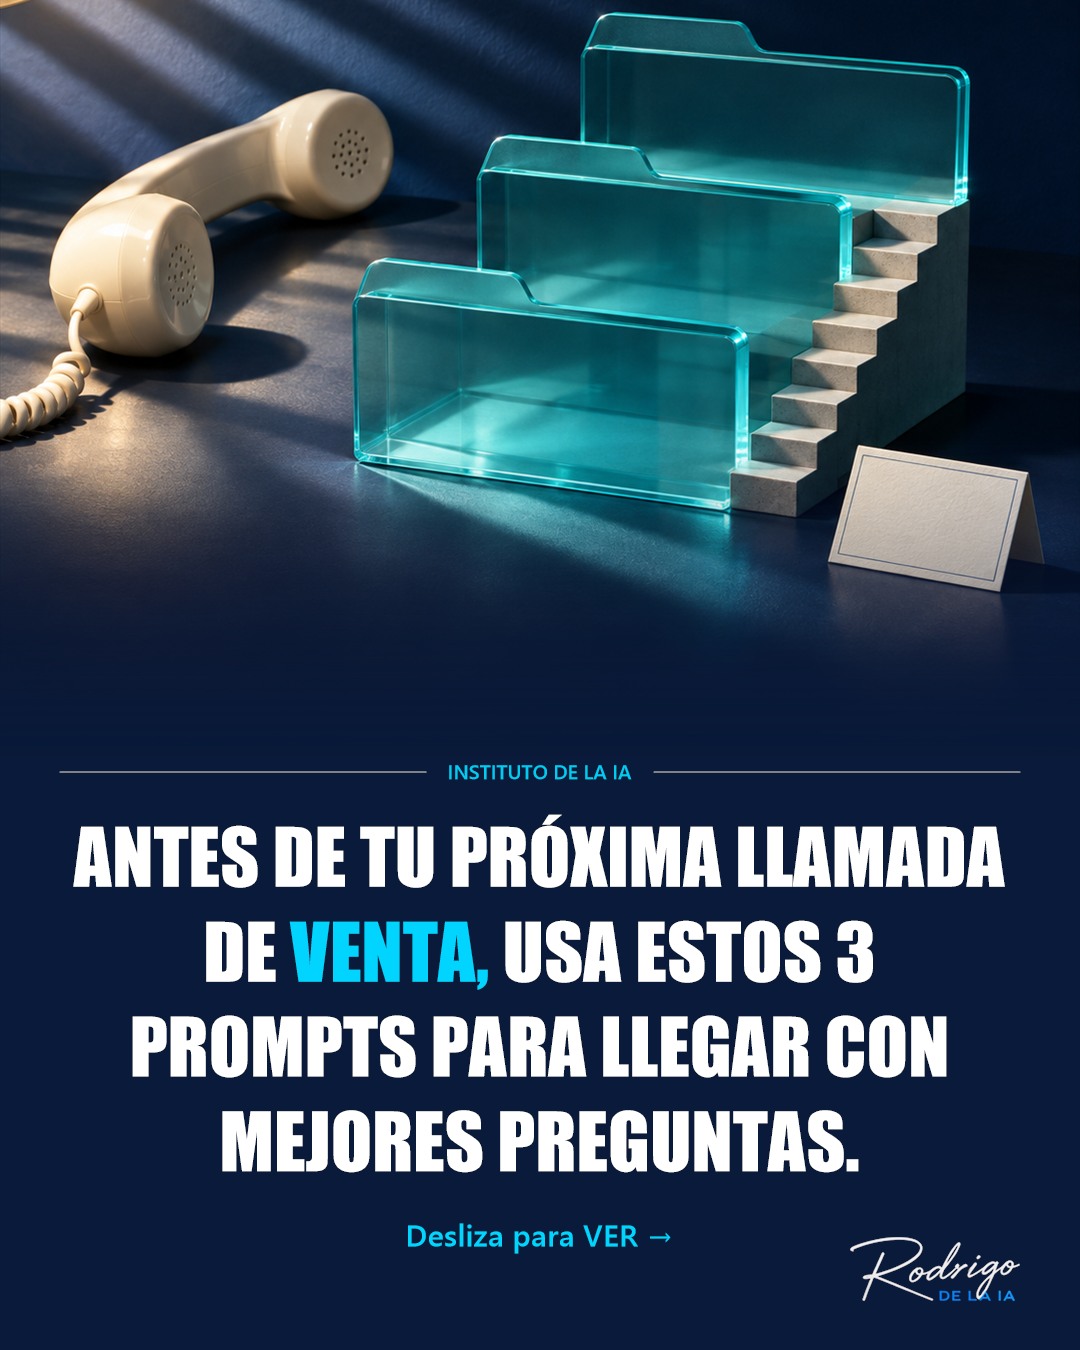 INSTITUTO DE LA IA
ANTES DE TU PRÓXIMA LLAMADA
DE VENTA, USA ESTOS 3
PROMPTS PARA LLEGAR CON
MEJORES PREGUNTAS.
Desliza para VER →
Rodrigo
DE LA IA